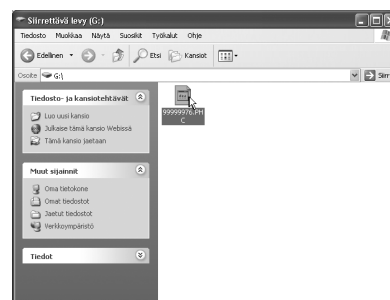 Siirrettävä levy (G:)
Tiedosto Muokkaa Näytä Suosikit Työkalut Ohje
Edellinen Etsi Kansiot
Osoite G:\ Siirr
Tiedosto- ja kansiotehtävät
Luo uusi kansio
Julkaise tämä kansio Webissä
Tämä kansio jaetaan
99999976.PH
C
Muut sijainnit
Oma tietokone
Omat tiedostot
Jaetut tiedostot
Verkkoympäristö
Tiedot